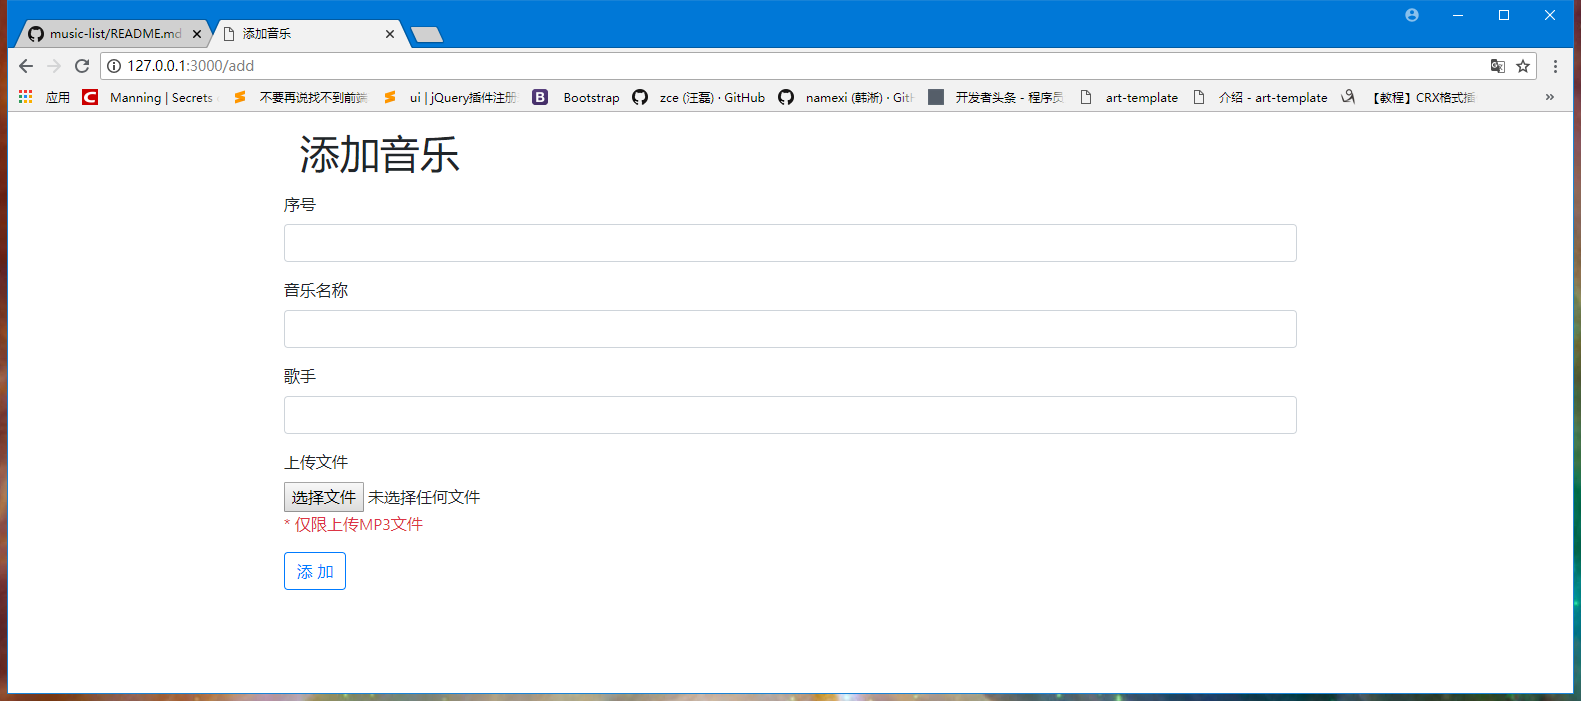 music-list/README.md
添加音乐
127.0.0.1:3000/add
应用 Manning | Secrets 不要再说找不到前端 ui | jQuery插件注册 Bootstrap zce (汪磊) · GitHub namexi (韩淅) · Git 开发者头条 - 程序员 art-template 介绍 - art-template 【教程】CRX格式插 »
添加音乐
序号
音乐名称
歌手
上传文件
选择文件 未选择任何文件
* 仅限上传MP3文件
添 加